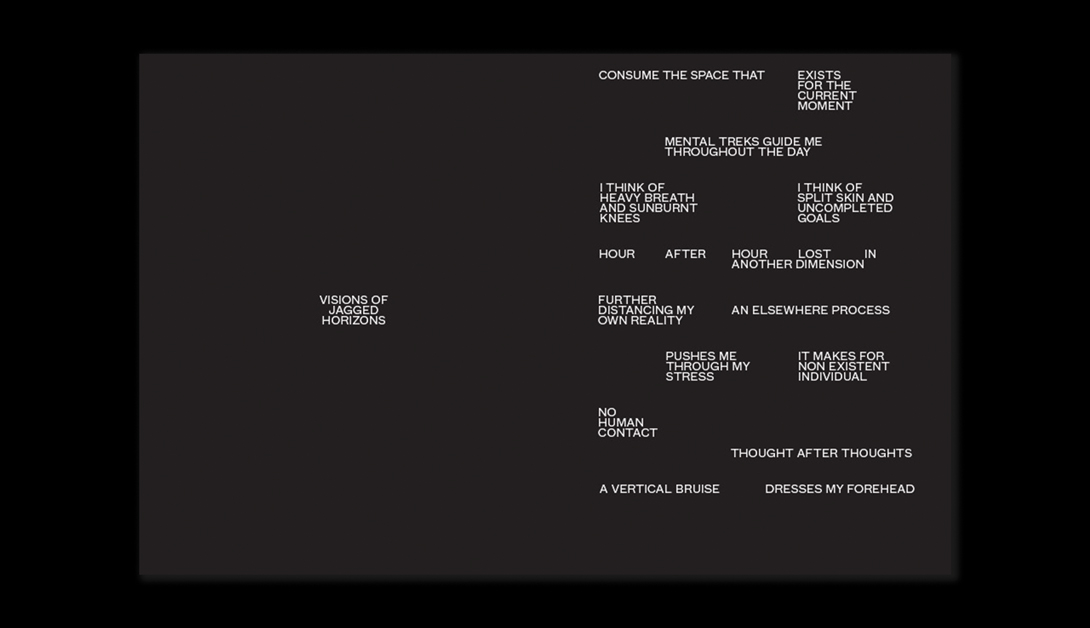 VISIONS OF
JAGGED
HORIZONS
CONSUME THE SPACE THAT
EXISTS
FOR THE
CURRENT
MOMENT
MENTAL TREKS GUIDE ME
THROUGHOUT THE DAY
I THINK OF
HEAVY BREATH
AND SUNBURNT
KNEES
I THINK OF
SPLIT SKIN AND
UNCOMPLETED
GOALS
HOUR AFTER HOUR LOST IN
ANOTHER DIMENSION
FURTHER
DISTANCING MY
OWN REALITY
AN ELSEWHERE PROCESS
PUSHES ME
THROUGH MY
STRESS
IT MAKES FOR
NON EXISTENT
INDIVIDUAL
NO
HUMAN
CONTACT
THOUGHT AFTER THOUGHTS
A VERTICAL BRUISE
DRESSES MY FOREHEAD